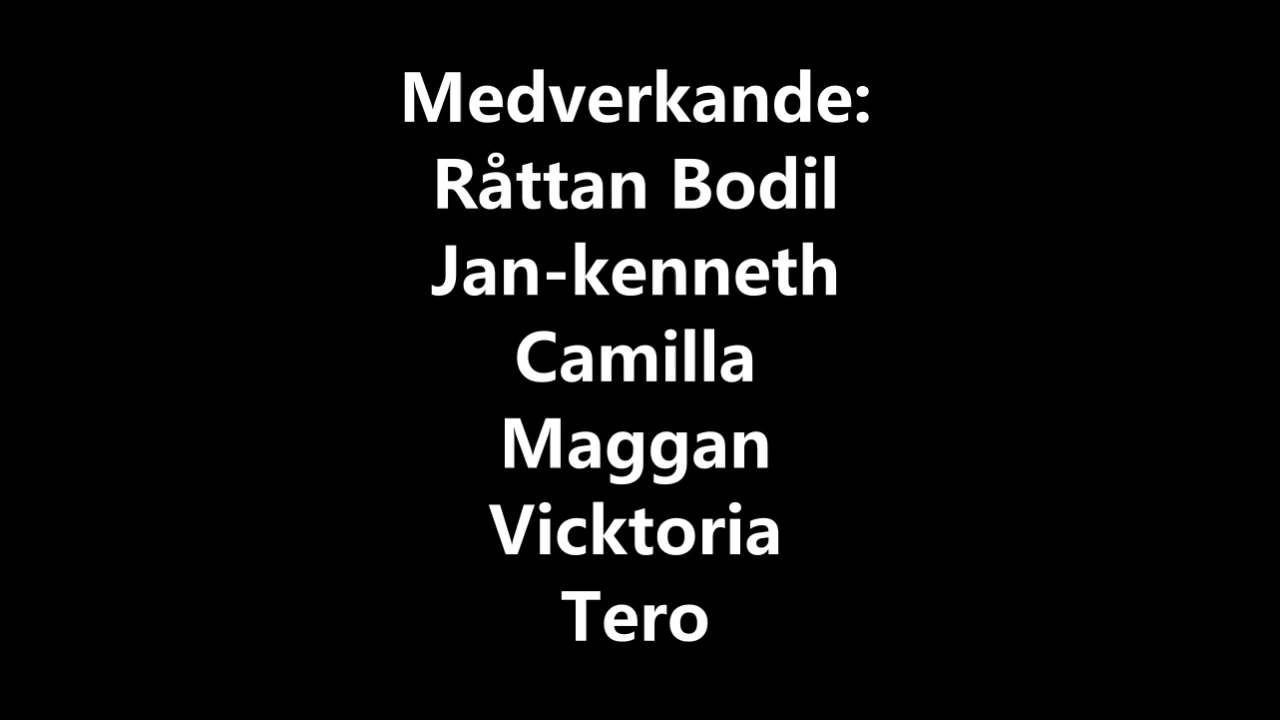 Medverkande:
Råttan Bodil
Jan-kenneth
Camilla
Maggan
Vicktoria
Tero